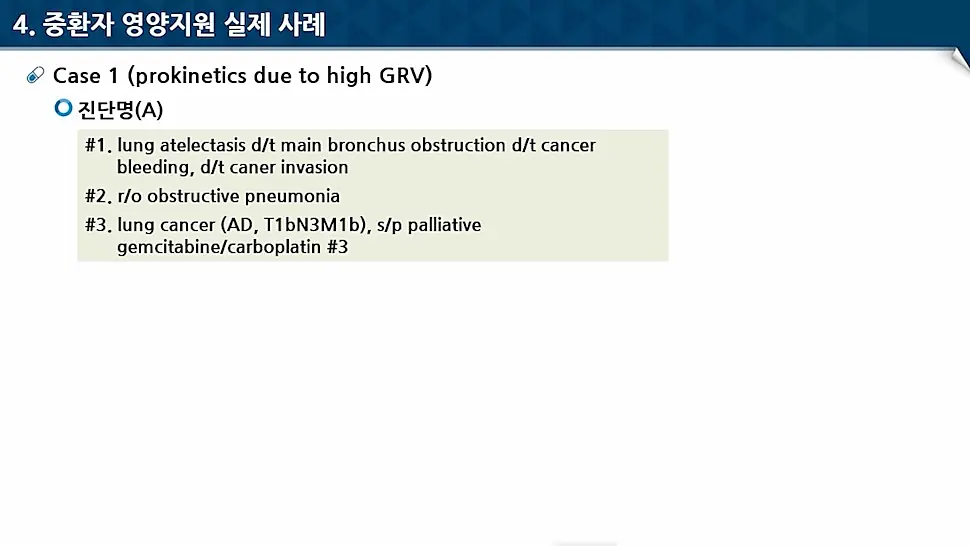 4. 중환자 영양지원 실제 사례
Case 1 (prokinetics due to high GRV)
진단명(A)
#1. lung atelectasis d/t main bronchus obstruction d/t cancer
bleeding, d/t caner invasion
#2. r/o obstructive pneumonia
#3. lung cancer (AD, T1bN3M1b), s/p palliative
gemcitabine/carboplatin #3